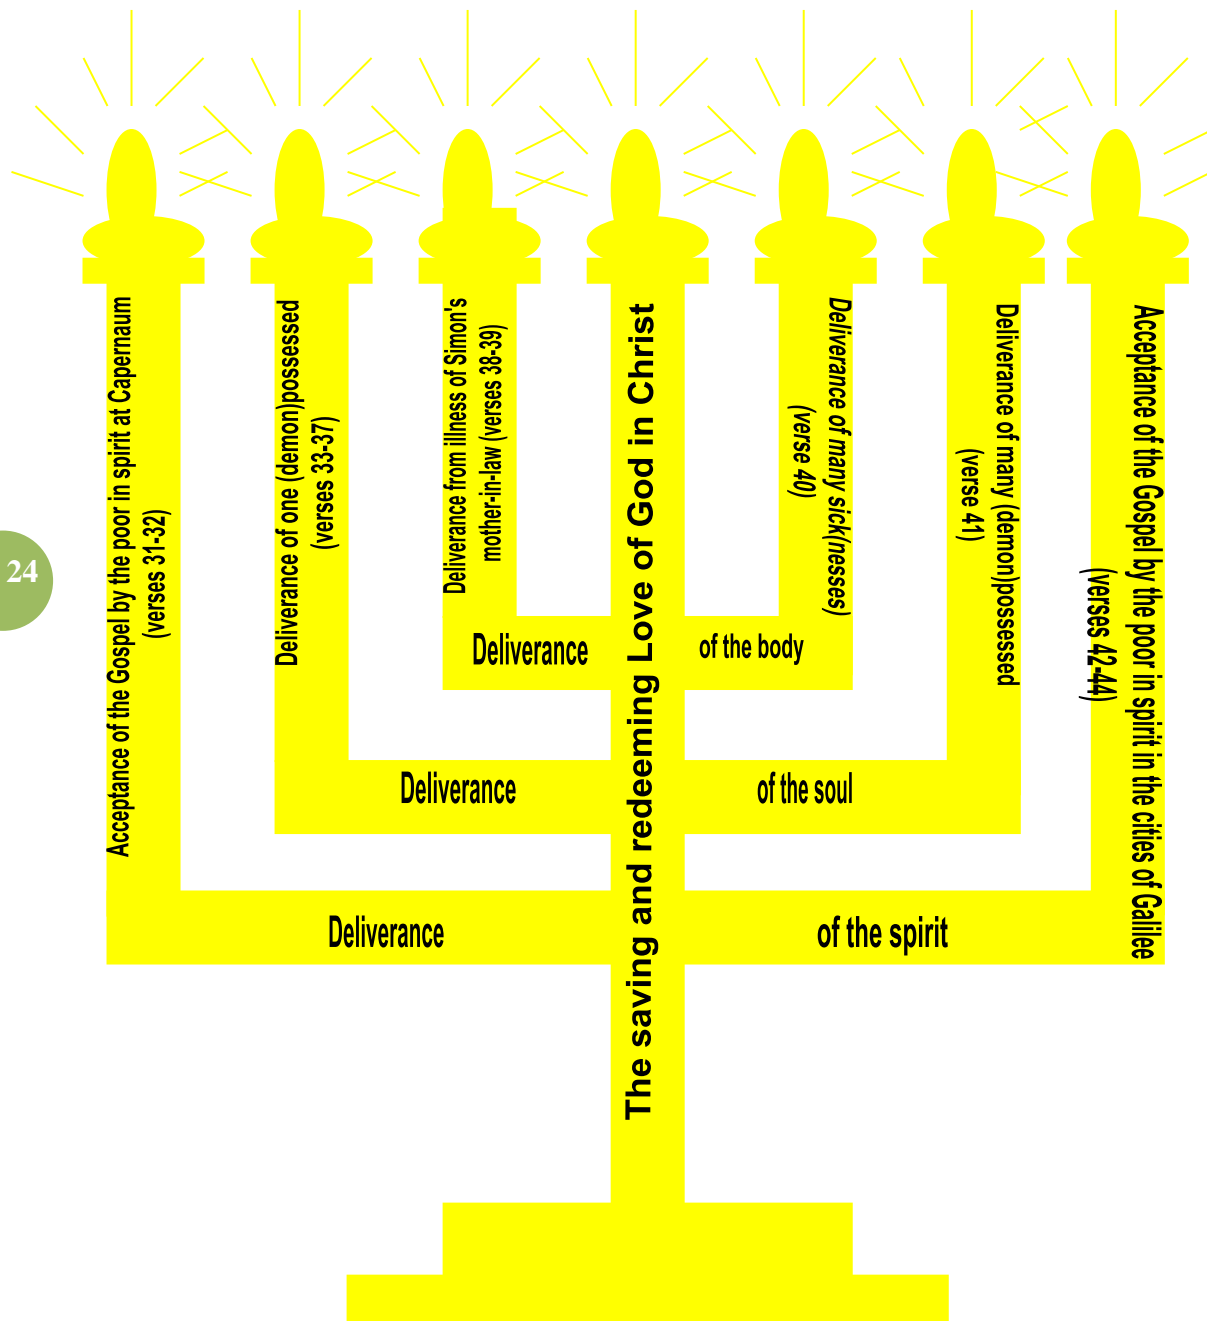 24
Acceptance of the Gospel by the poor in spirit at Capernaum
(verses 31-32)
Deliverance of one (demon)possessed
(verses 33-37)
Deliverance from illness of Simon's
mother-in-law (verses 38-39)
The saving and redeeming Love of God in Christ
Deliverance of many sick(nesses)
(verse 40)
Deliverance of many (demon)possessed
(verse 41)
Acceptance of the Gospel by the poor in spirit in the cities of Galilee
(verses 42-44)
Deliverance of the body
Deliverance of the soul
Deliverance of the spirit